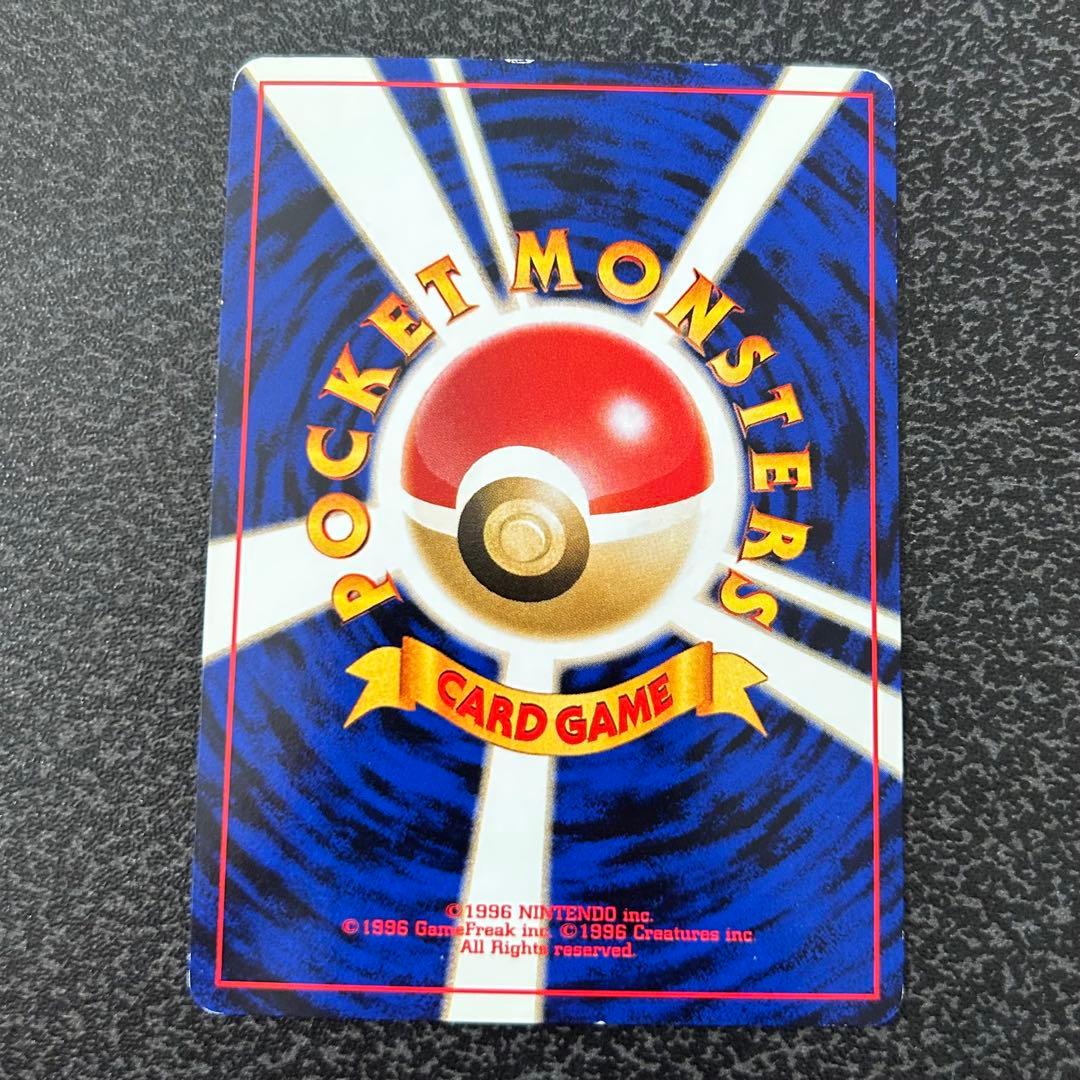 POCKET MONSTERS
CARD GAME
©1996 NINTENDO inc.
©1996 GameFreak inc. ©1996 Creatures inc.
All Rights reserved.